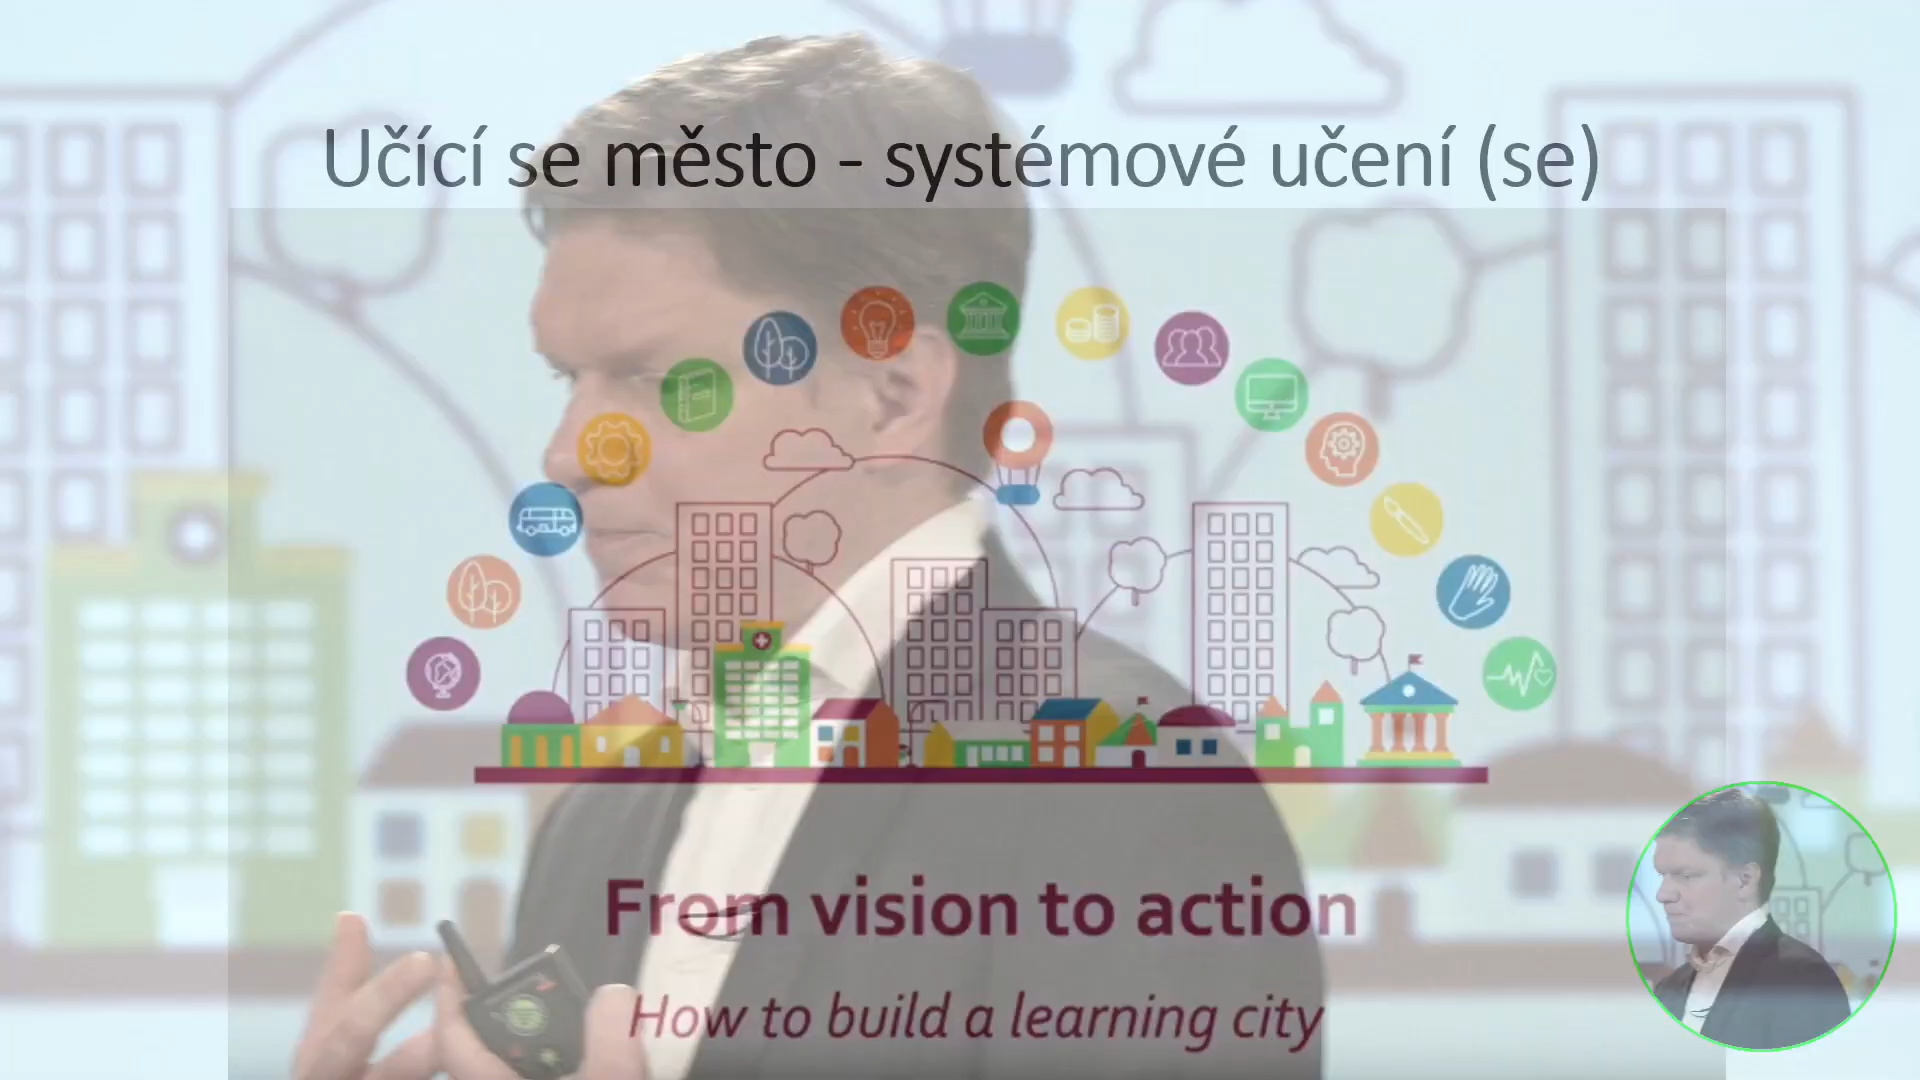 Učící se město - systémové učení (se)
From vision to action
How to build a learning city